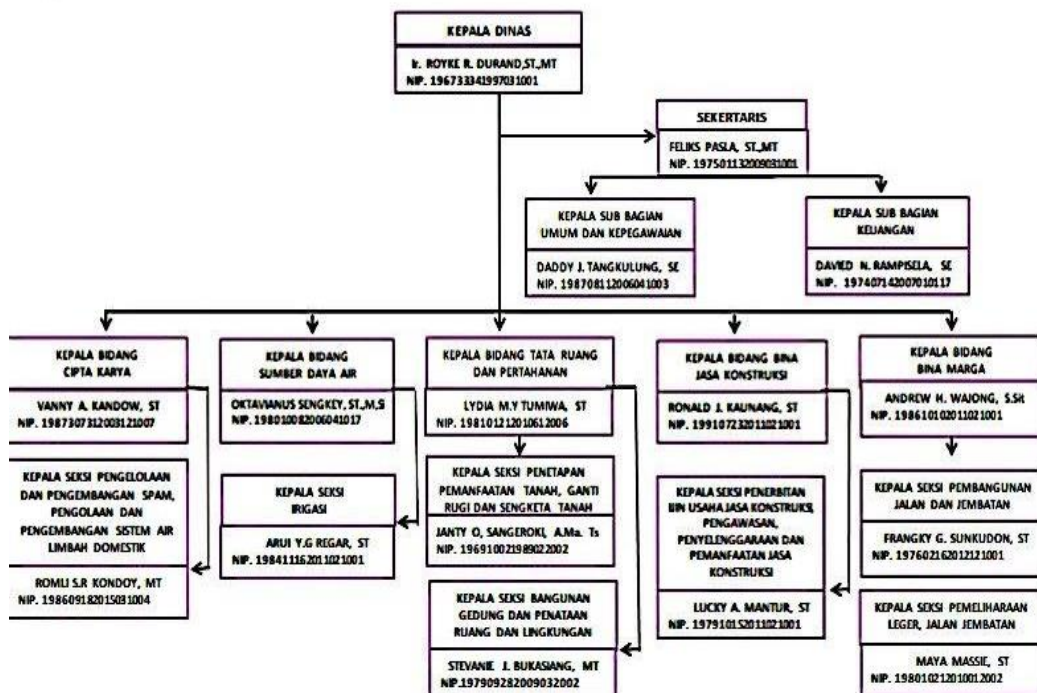 KEPALA DINAS
Ir. ROYKE R. DURAND,ST.,MT
NIP. 196733341997031001
SEKERTARIS
FELIKS PASLA, ST.,MT
NIP. 197501132009031001
KEPALA SUB BAGIAN
UMUM DAN KEPEGAWAIAN
DADDY J. TANGKULUNG, SE
NIP. 198708112006041003
KEPALA SUB BAGIAN
KEUANGAN
DAVIED N. RAMPISELA, SE
NIP. 197407142007010117
KEPALA BIDANG
CIPTA KARYA
VANNY A. KANDOW, ST
NIP. 1987307312003121007
KEPALA SEKSI PENGELOLAAN
DAN PENGEMBANGAN SPAM,
PENGOLAAN DAN
PENGEMBANGAN SISTEM AIR
LIMBAH DOMESTIK
ROMLI S.R KONDOY, MT
NIP. 198609182015031004
KEPALA BIDANG
SUMBER DAYA AIR
OKTAVIANUS SENGKEY, ST.,M.Si
NIP. 198010082006041017
KEPALA SEKSI
IRIGASI
ARUI Y.G REGAR, ST
NIP. 198411162011021001
KEPALA BIDANG TATA RUANG
DAN PERTAHANAN
LYDIA M.Y TUMIWA, ST
NIP. 198101212010612006
KEPALA SEKSI PENETAPAN
PEMANFAATAN TANAH, GANTI
RUGI DAN SENGKETA TANAH
JANTY O, SANGEROKI, A.Ma. Ts
NIP. 196910021989022002
KEPALA SEKSI BANGUNAN
GEDUNG DAN PENATAAN
RUANG DAN LINGKUNGAN
STEVANIE J. BUKASIANG, MT
NIP.197909282009032002
KEPALA BIDANG BINA
JASA KONSTRUKSI
RONALD J. KAUNANG, ST
NIP. 199107232011021001
KEPALA SEKSI PENERBITAN
IJIN USAHA JASA KONSTRUKS,
PENGAWASAN,
PENYELENGGARAAN DAN
PEMANFAATAN JASA
KONSTRUKSI
LUCKY A. MANTUR, ST
NIP. 197910152011021001
KEPALA BIDANG
BINA MARGA
ANDREW H. WAJONG, S.Sit
NIP. 198610102011021001
KEPALA SEKSI PEMBANGUNAN
JALAN DAN JEMBATAN
FRANGKY G. SUNKUDON, ST
NIP. 197602162012121001
KEPALA SEKSI PEMELIHARAAN
LEGER, JALAN JEMBATAN
MAYA MASSIE, ST
NIP. 198010212010012002